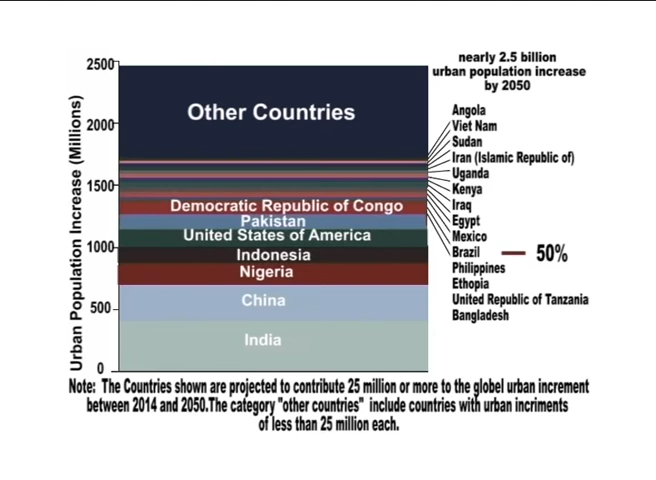 nearly 2.5 billion
urban population increase
by 2050
Urban Population Increase (Millions)
2500
2000
1500
1000
500
0
Other Countries
Democratic Republic of Congo
Pakistan
United States of America
Indonesia
Nigeria
China
India
Angola
Viet Nam
Sudan
Iran (Islamic Republic of)
Uganda
Kenya
Iraq
Egypt
Mexico
Brazil
50%
Philippines
Ethopia
United Republic of Tanzania
Bangladesh
Note: The Countries shown are projected to contribute 25 million or more to the global urban increment
between 2014 and 2050.The category "other countries" include countries with urban incriments
of less than 25 million each.